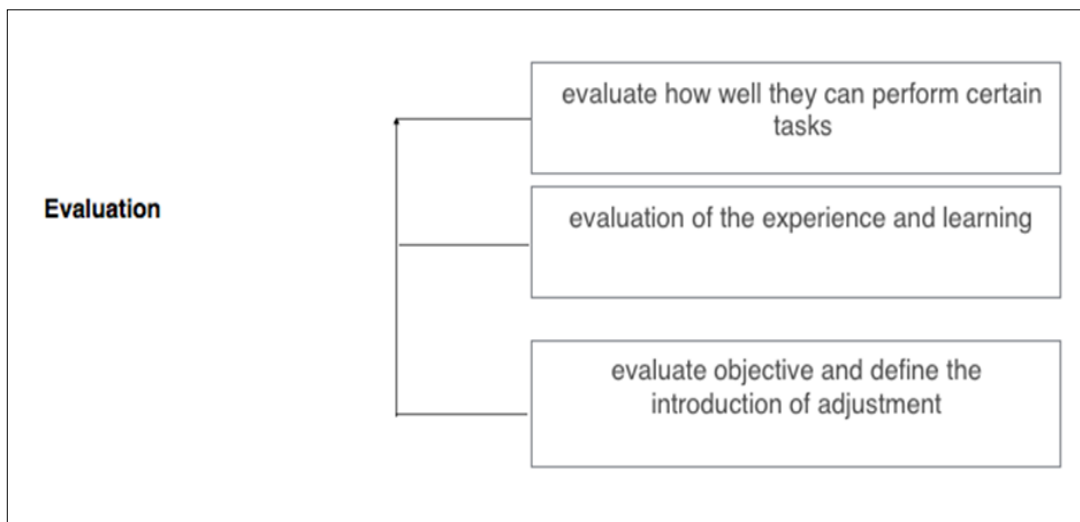 evaluate how well they can perform certain
tasks
Evaluation
evaluation of the experience and learning
evaluate objective and define the
introduction of adjustment